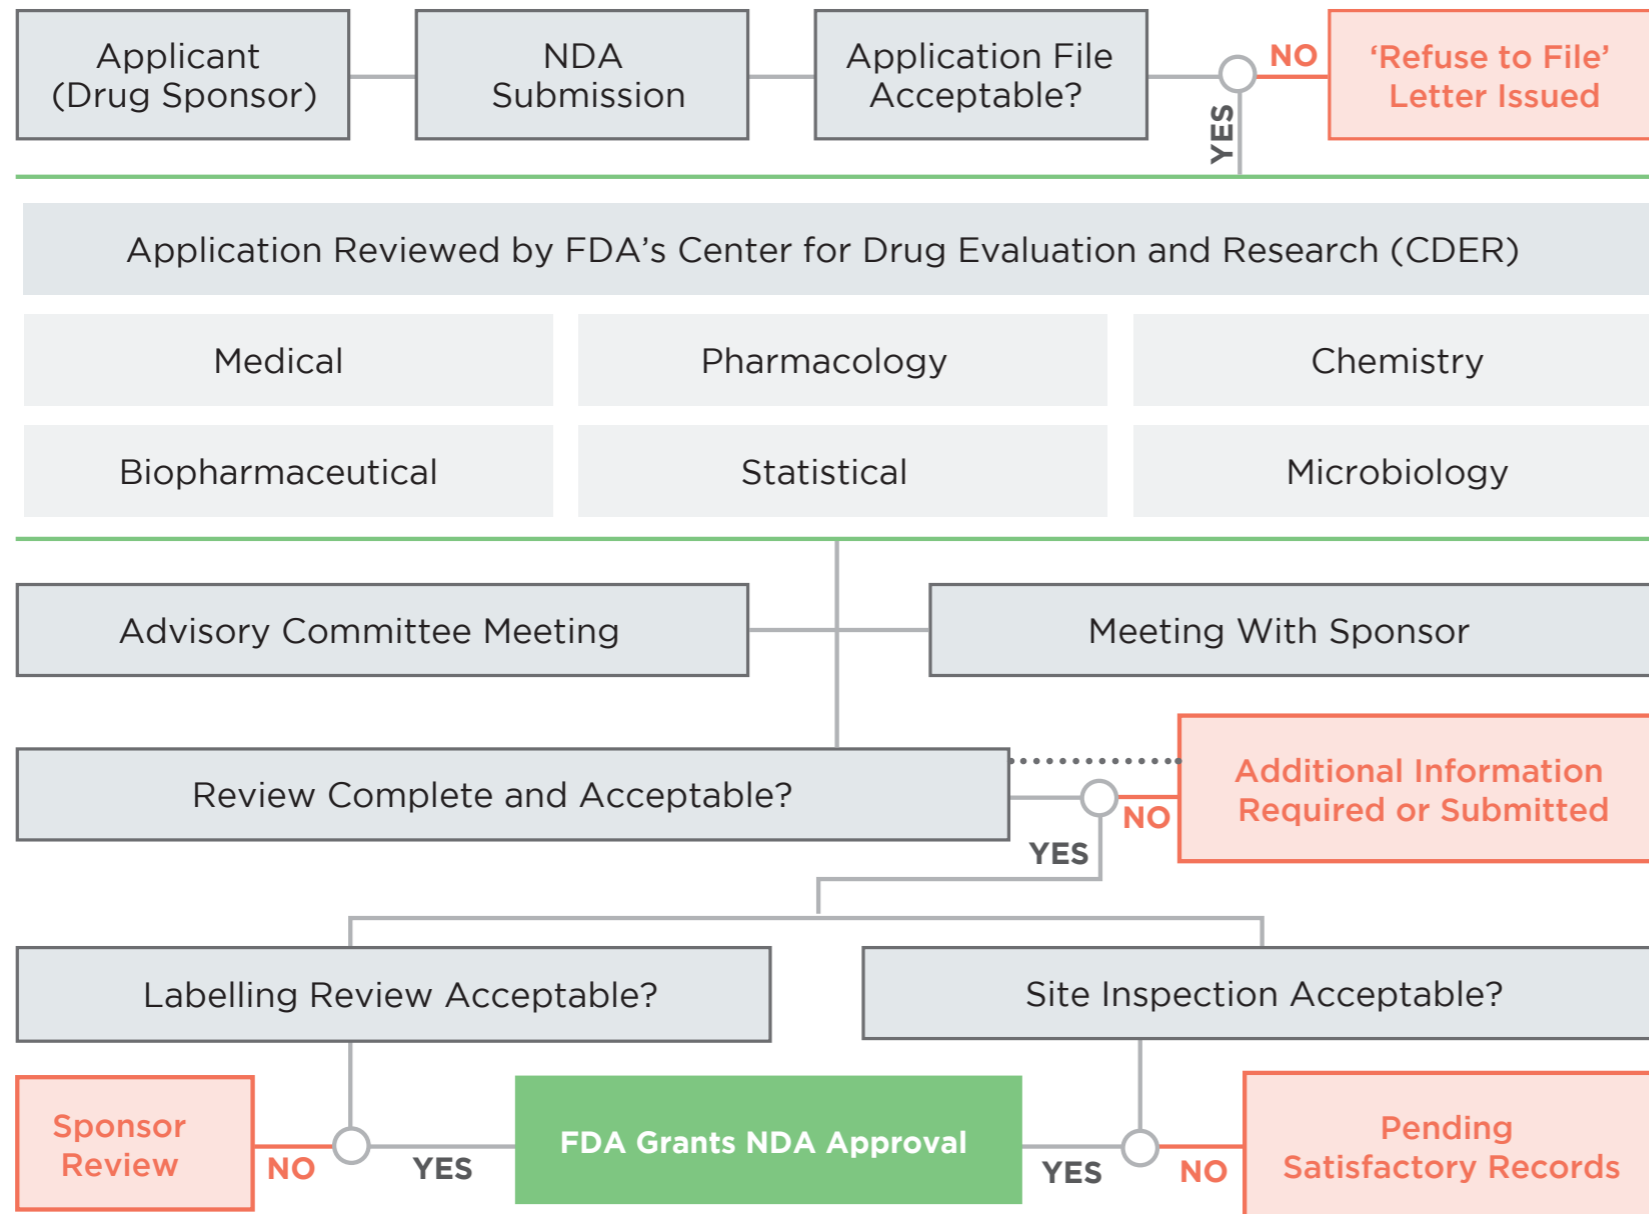 Applicant
(Drug Sponsor)
NDA
Submission
Application File
Acceptable?
NO
YES
‘Refuse to File’
Letter Issued
Application Reviewed by FDA’s Center for Drug Evaluation and Research (CDER)
Medical
Pharmacology
Chemistry
Biopharmaceutical
Statistical
Microbiology
Advisory Committee Meeting
Meeting With Sponsor
Review Complete and Acceptable?
NO
YES
Additional Information
Required or Submitted
Labelling Review Acceptable?
Site Inspection Acceptable?
Sponsor
Review
NO
YES
FDA Grants NDA Approval
YES
NO
Pending
Satisfactory Records